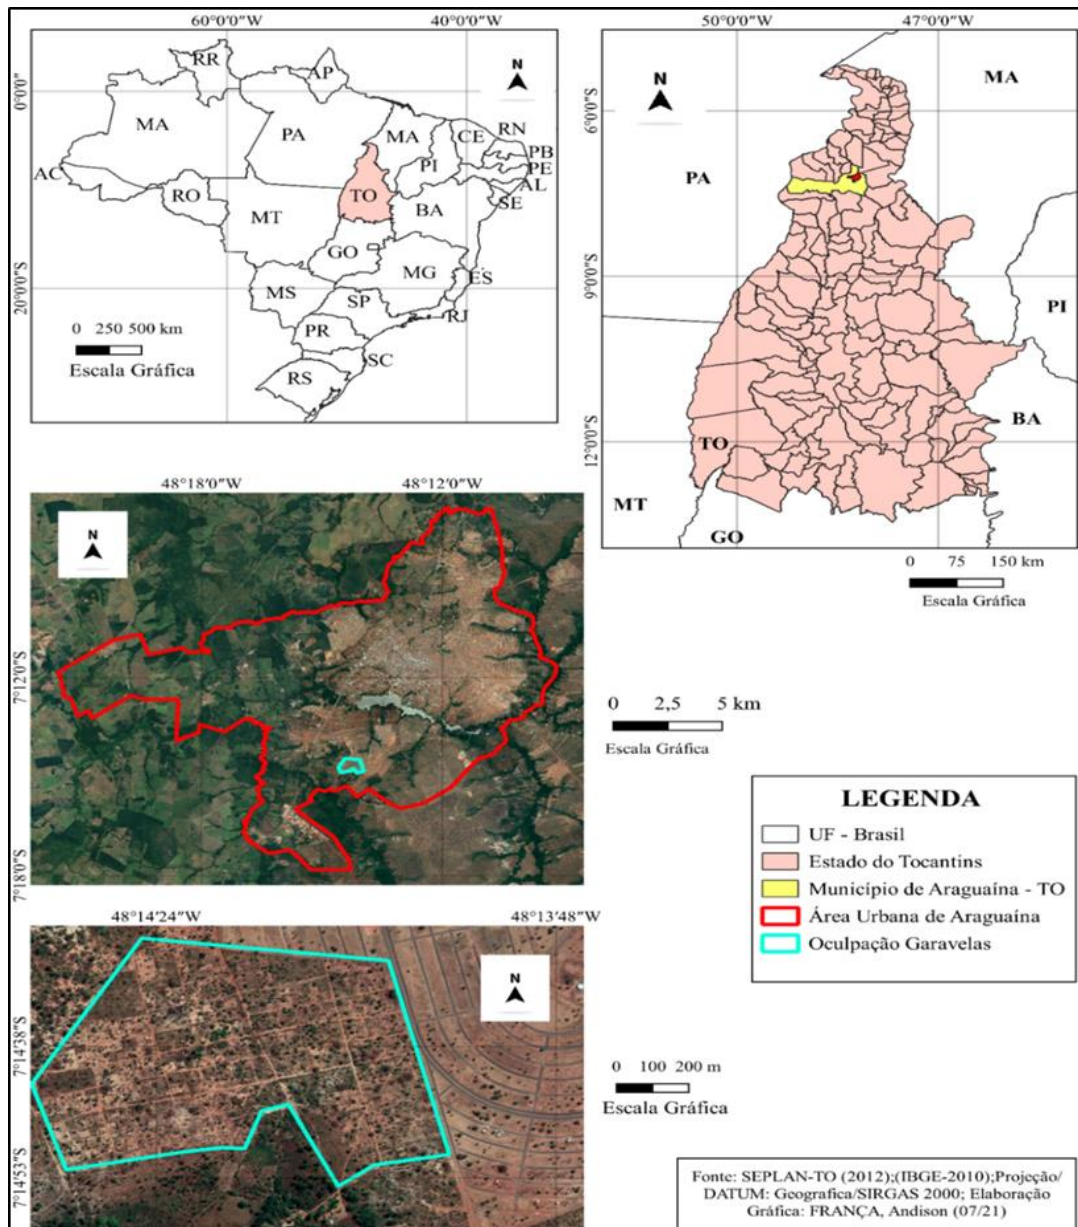 60°0'0"W 40°0'0"W
0°0'0"
20°0'0"S
N
RR
AP
MA
PA
MA
CE
RN
PB
PE
AL
SE
PI
AC
RO
TO
BA
MT
GO
MG
ES
MS
SP
RJ
PR
SC
RS
0 250 500 km
Escala Gráfica
50°0'0"W 47°0'0"W
6°0'0"S
9°0'0"S
12°0'0"S
N
MA
PA
PI
BA
TO
MT
GO
0 75 150 km
Escala Gráfica
48°18'0"W 48°12'0"W
7°12'0"S
7°18'0"S
N
0 2,5 5 km
Escala Gráfica
LEGENDA
UF - Brasil
Estado do Tocantins
Município de Araguaína - TO
Área Urbana de Araguaína
Oculpação Garavelas
48°14'24"W 48°13'48"W
7°14'38"S
7°14'53"S
N
0 100 200 m
Escala Gráfica
Fonte: SEPLAN-TO (2012);(IBGE-2010);Projeção/
DATUM: Geografica/SIRGAS 2000; Elaboração
Gráfica: FRANÇA, Andison (07/21)